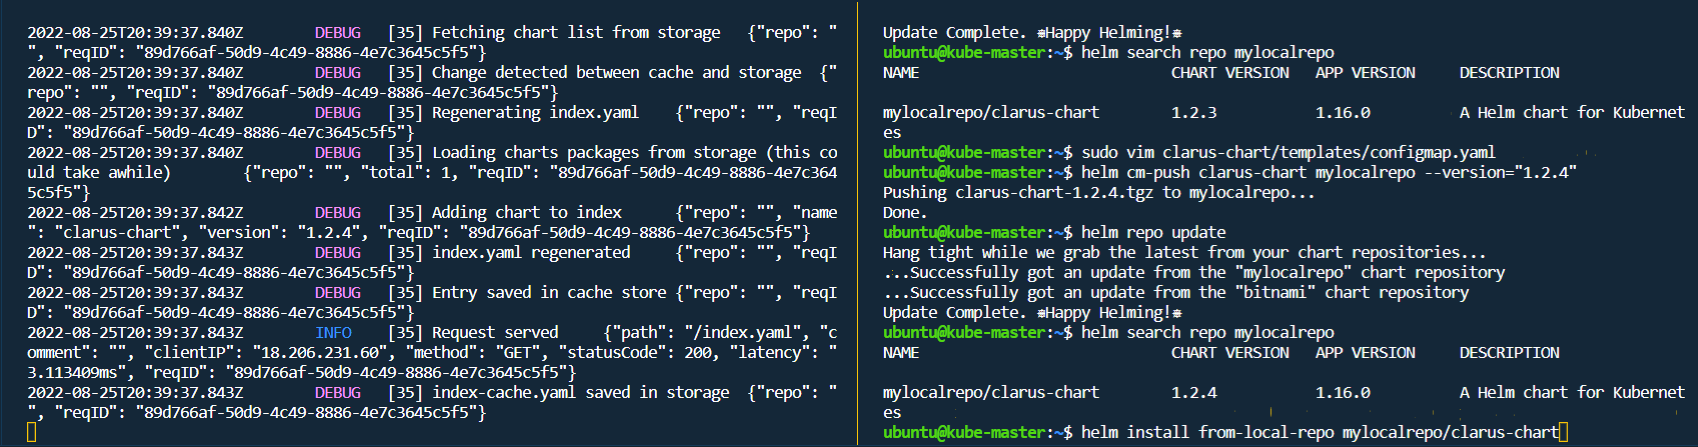 2022-08-25T20:39:37.840Z        DEBUG   [35] Fetching chart list from storage   {"repo": "
", "reqID": "89d766af-50d9-4c49-8886-4e7c3645c5f5"}
2022-08-25T20:39:37.840Z        DEBUG   [35] Change detected between cache and storage  {"
repo": "", "reqID": "89d766af-50d9-4c49-8886-4e7c3645c5f5"}
2022-08-25T20:39:37.840Z        DEBUG   [35] Regenerating index.yaml    {"repo": "", "reqI
D": "89d766af-50d9-4c49-8886-4e7c3645c5f5"}
2022-08-25T20:39:37.840Z        DEBUG   [35] Loading charts packages from storage (this co
uld take awhile)        {"repo": "", "total": 1, "reqID": "89d766af-50d9-4c49-8886-4e7c364
5c5f5"}
2022-08-25T20:39:37.842Z        DEBUG   [35] Adding chart to index      {"repo": "", "name
": "clarus-chart", "version": "1.2.4", "reqID": "89d766af-50d9-4c49-8886-4e7c3645c5f5"}
2022-08-25T20:39:37.843Z        DEBUG   [35] index.yaml regenerated     {"repo": "", "reqI
D": "89d766af-50d9-4c49-8886-4e7c3645c5f5"}
2022-08-25T20:39:37.843Z        DEBUG   [35] Entry saved in cache store {"repo": "", "reqI
D": "89d766af-50d9-4c49-8886-4e7c3645c5f5"}
2022-08-25T20:39:37.843Z        INFO    [35] Request served     {"path": "/index.yaml", "c
omment": "", "clientIP": "18.206.231.60", "method": "GET", "statusCode": 200, "latency": "
3.113409ms", "reqID": "89d766af-50d9-4c49-8886-4e7c3645c5f5"}
2022-08-25T20:39:37.843Z        DEBUG   [35] index-cache.yaml saved in storage  {"repo": "
", "reqID": "89d766af-50d9-4c49-8886-4e7c3645c5f5"}
Update Complete. ⎈Happy Helming!⎈
ubuntu@kube-master:~$ helm search repo mylocalrepo
NAME                            CHART VERSION   APP VERSION     DESCRIPTION
mylocalrepo/clarus-chart        1.2.3           1.16.0          A Helm chart for Kubernet
es
ubuntu@kube-master:~$ sudo vim clarus-chart/templates/configmap.yaml
ubuntu@kube-master:~$ helm cm-push clarus-chart mylocalrepo --version="1.2.4"
Pushing clarus-chart-1.2.4.tgz to mylocalrepo...
Done.
ubuntu@kube-master:~$ helm repo update
Hang tight while we grab the latest from your chart repositories...
...Successfully got an update from the "mylocalrepo" chart repository
...Successfully got an update from the "bitnami" chart repository
Update Complete. ⎈Happy Helming!⎈
ubuntu@kube-master:~$ helm search repo mylocalrepo
NAME                            CHART VERSION   APP VERSION     DESCRIPTION
mylocalrepo/clarus-chart        1.2.4           1.16.0          A Helm chart for Kubernet
es
ubuntu@kube-master:~$ helm install from-local-repo mylocalrepo/clarus-chart